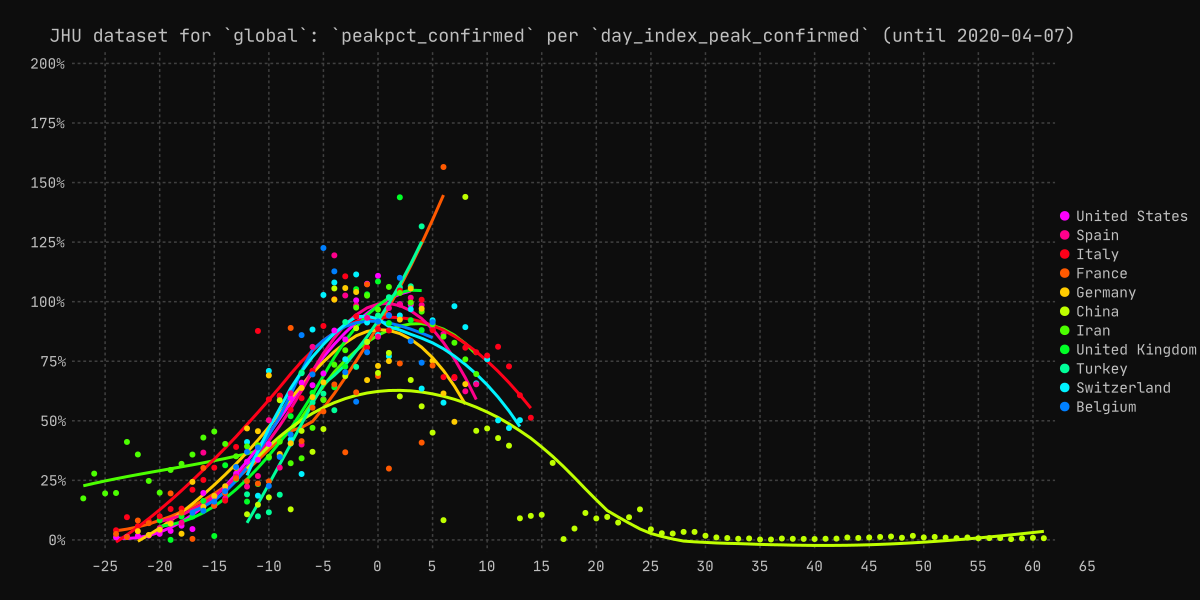 JHU dataset for `global`: `peakpct_confirmed` per `day_index_peak_confirmed` (until 2020-04-07)
200%
175%
150%
125%
100%
75%
50%
25%
0%
-25 -20 -15 -10 -5 0 5 10 15 20 25 30 35 40 45 50 55 60 65
United States
Spain
Italy
France
Germany
China
Iran
United Kingdom
Turkey
Switzerland
Belgium